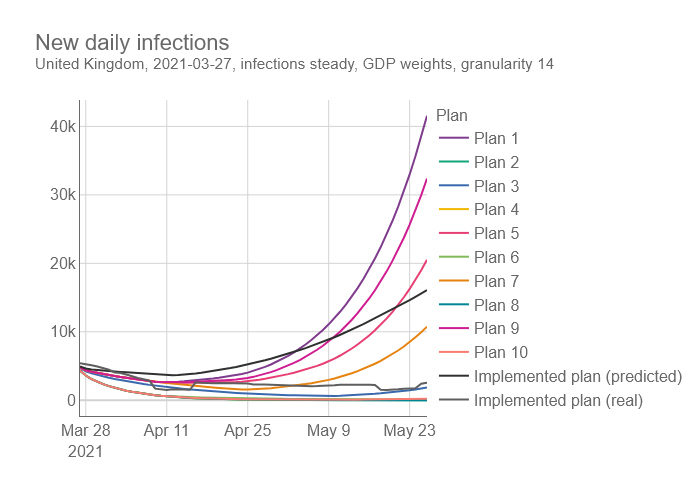 New daily infections
United Kingdom, 2021-03-27, infections steady, GDP weights, granularity 14
Plan
40k
30k
20k
10k
0
Mar 28
2021
Apr 11
Apr 25
May 9
May 23
Plan 1
Plan 2
Plan 3
Plan 4
Plan 5
Plan 6
Plan 7
Plan 8
Plan 9
Plan 10
Implemented plan (predicted)
Implemented plan (real)